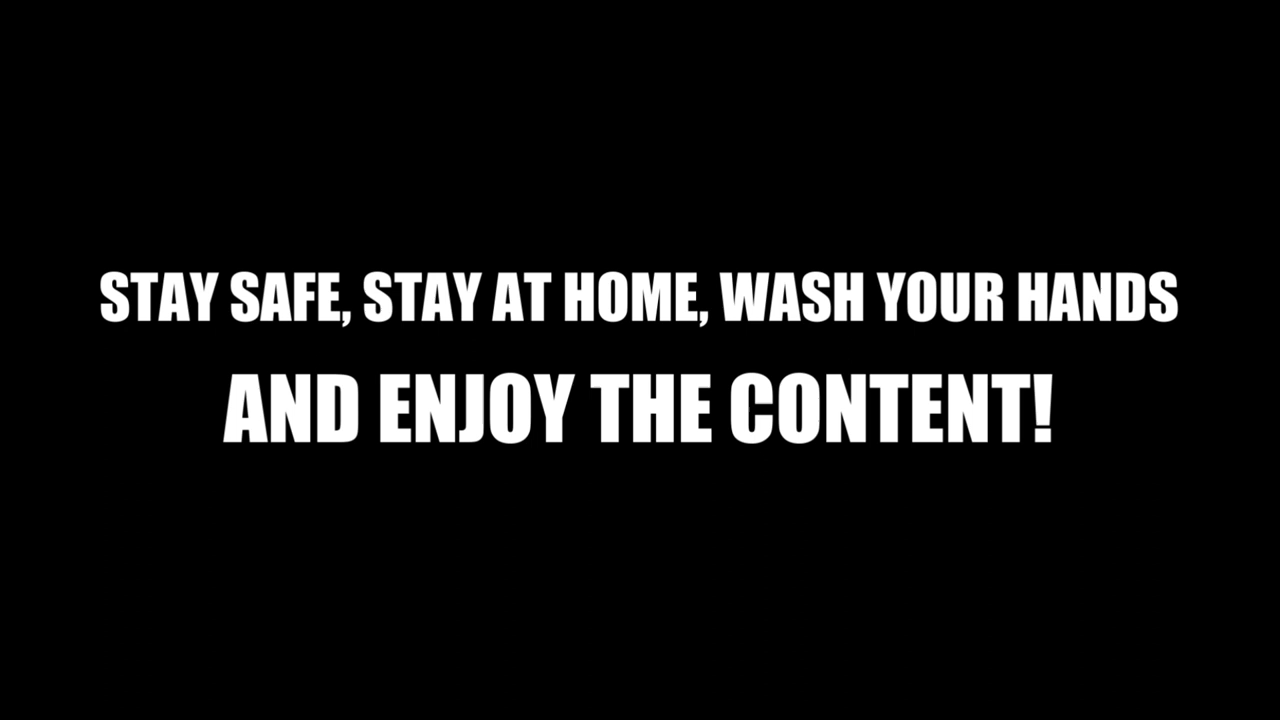 STAY SAFE, STAY AT HOME, WASH YOUR HANDS
AND ENJOY THE CONTENT!